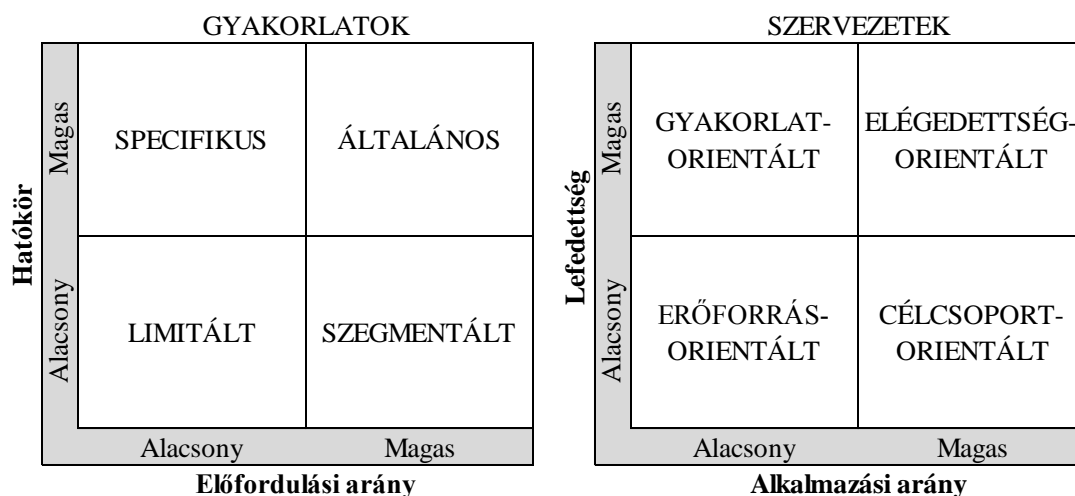 GYAKORLATOK
Hatókör
Magas
Alacsony
SPECIFIKUS
ÁLTALÁNOS
LIMITÁLT
SZEGMENTÁLT
Alacsony
Magas
Előfordulási arány
SZERVEZETEK
Lefedettség
Magas
Alacsony
GYAKORLAT-
ORIENTÁLT
ELÉGEDETTSÉG-
ORIENTÁLT
ERŐFORRÁS-
ORIENTÁLT
CÉLCSOPORT-
ORIENTÁLT
Alacsony
Magas
Alkalmazási arány